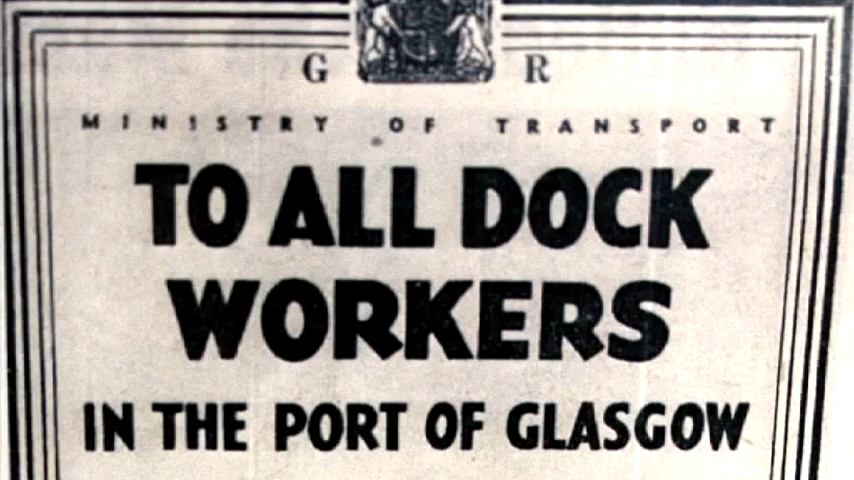 G R
MINISTRY OF TRANSPORT
TO ALL DOCK
WORKERS
IN THE PORT OF GLASGOW